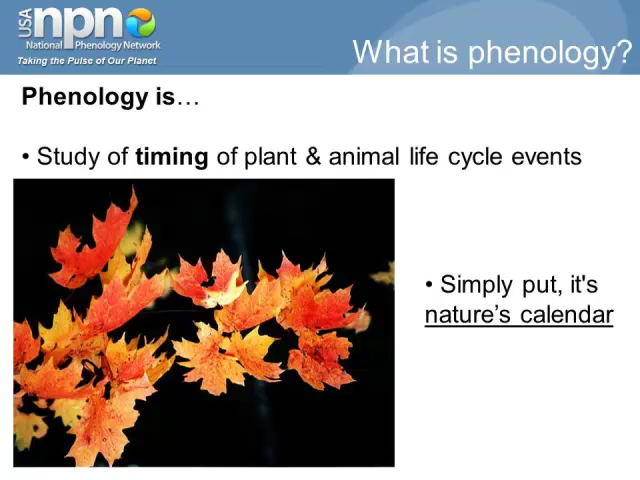 USA npn
National Phenology Network
Taking the Pulse of Our Planet
What is phenology?
Phenology is…
• Study of timing of plant & animal life cycle events
• Simply put, it's
nature’s calendar